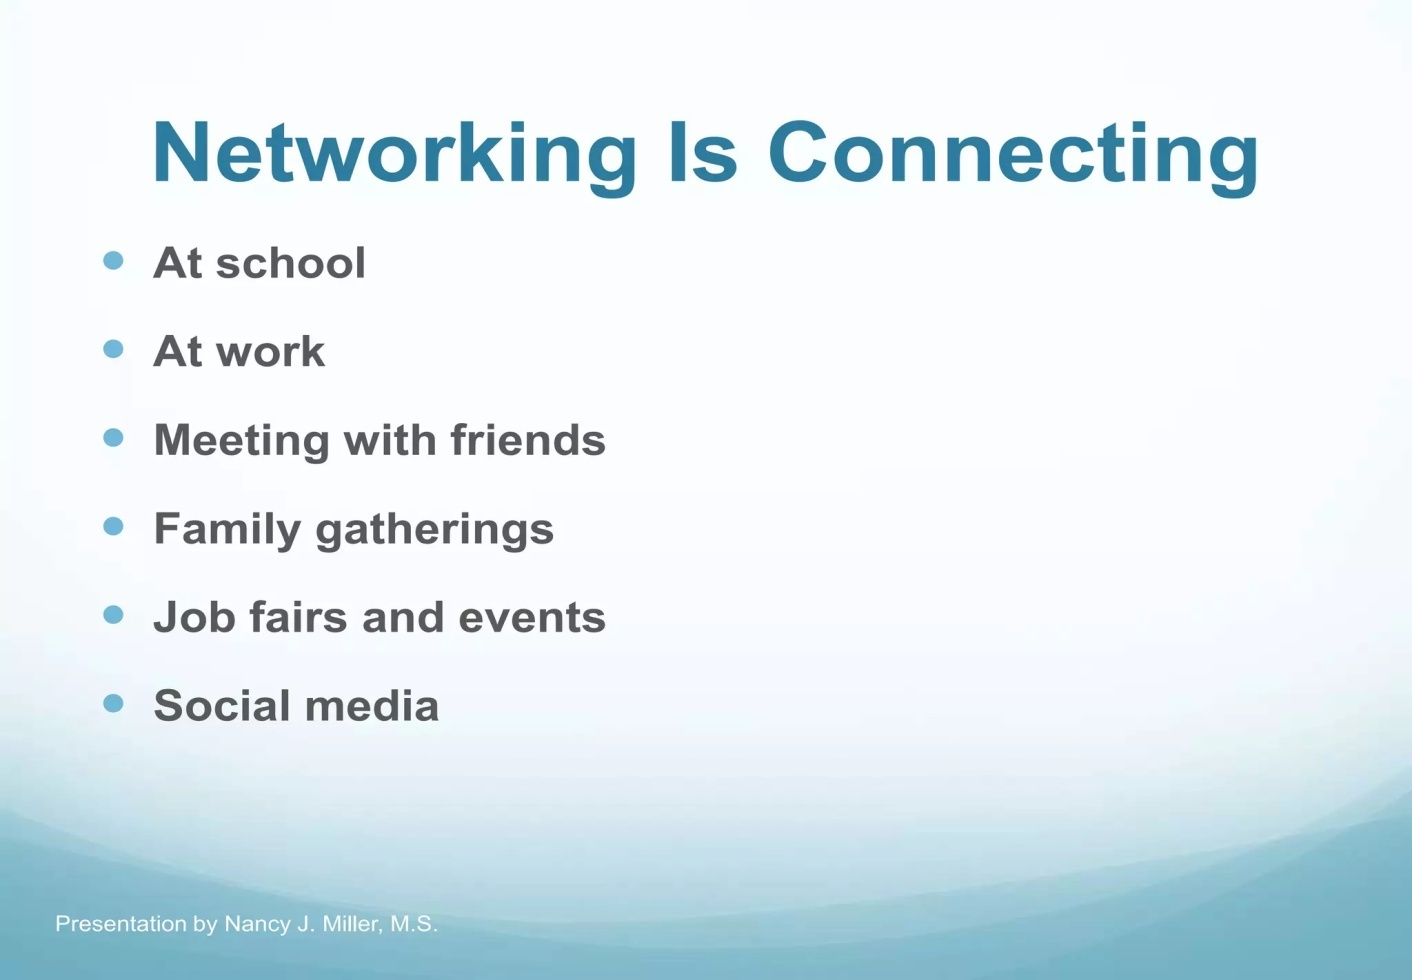 Networking Is Connecting
At school
At work
Meeting with friends
Family gatherings
Job fairs and events
Social media
Presentation by Nancy J. Miller, M.S.